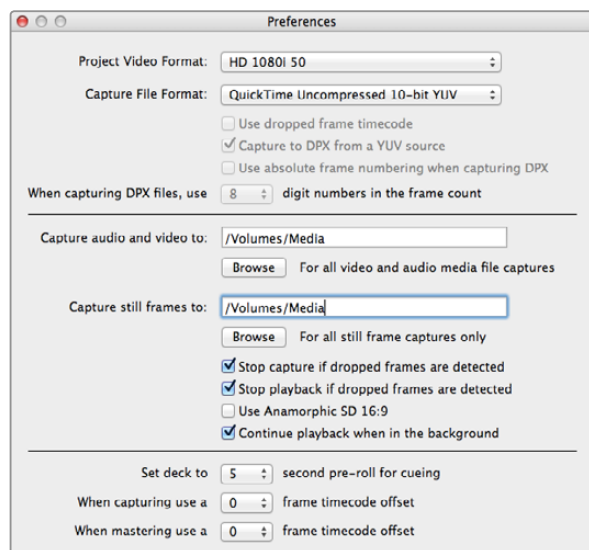 Preferences
Project Video Format: HD 1080i 50
Capture File Format: QuickTime Uncompressed 10-bit YUV
Use dropped frame timecode
Capture to DPX from a YUV source
Use absolute frame numbering when capturing DPX
When capturing DPX files, use 8 digit numbers in the frame count
Capture audio and video to: /Volumes/Media
Browse For all video and audio media file captures
Capture still frames to: /Volumes/Media
Browse For all still frame captures only
Stop capture if dropped frames are detected
Stop playback if dropped frames are detected
Use Anamorphic SD 16:9
Continue playback when in the background
Set deck to 5 second pre-roll for cueing
When capturing use a 0 frame timecode offset
When mastering use a 0 frame timecode offset